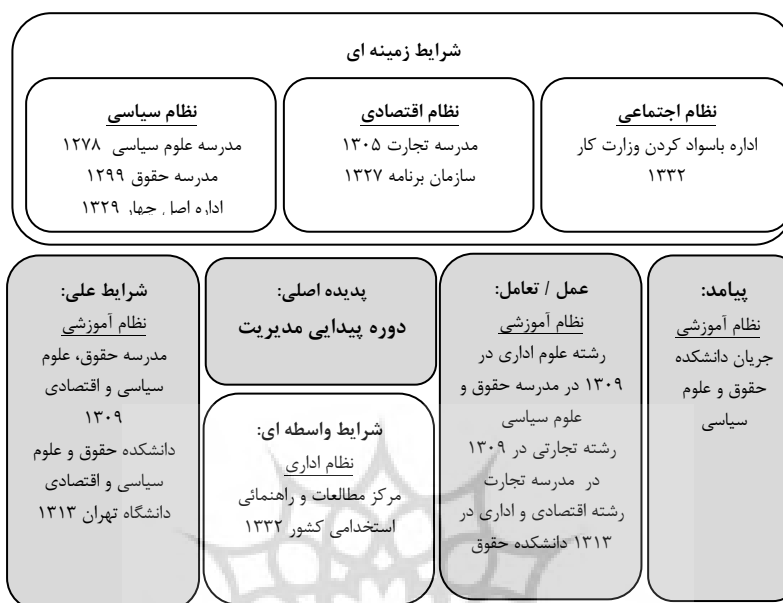 شرایط زمینه ای
نظام اجتماعی
اداره باسواد کردن وزارت کار
۱۳۳۲
نظام اقتصادی
مدرسه تجارت ۱۳۰۵
سازمان برنامه ۱۳۲۷
نظام سیاسی
مدرسه علوم سیاسی ۱۲۷۸
مدرسه حقوق ۱۲۹۹
اداره اصل چهار ۱۳۲۹
پیامد:
نظام آموزشی
جریان دانشکده
حقوق و علوم
سیاسی
عمل / تعامل:
نظام آموزشی
رشته علوم اداری در
۱۳۰۹ در مدرسه حقوق و
علوم سیاسی
رشته تجارتی در ۱۳۰۹
در مدرسه تجارت
رشته اقتصادی و اداری در
۱۳۱۳ دانشکده حقوق
پدیده اصلی:
دوره پیدایی مدیریت
شرایط واسطه ای:
نظام اداری
مرکز مطالعات و راهنمائی
استخدامی کشور ۱۳۳۲
شرایط علی:
نظام آموزشی
مدرسه حقوق، علوم
سیاسی و اقتصادی
۱۳۰۹
دانشکده حقوق و علوم
سیاسی و اقتصادی
دانشگاه تهران ۱۳۱۳